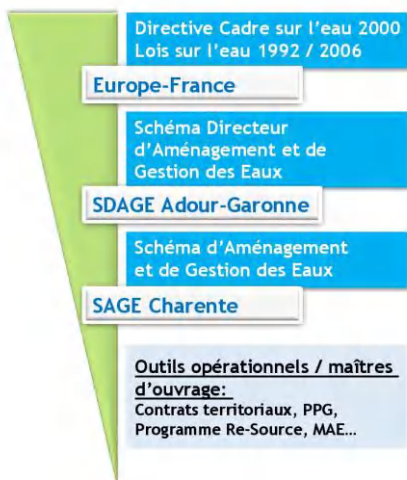 Directive Cadre sur l'eau 2000
Lois sur l'eau 1992 / 2006
Europe-France
Schéma Directeur
d'Aménagement et de
Gestion des Eaux
SDAGE Adour-Garonne
Schéma d'Aménagement
et de Gestion des Eaux
SAGE Charente
Outils opérationnels / maîtres
d'ouvrage:
Contrats territoriaux, PPG,
Programme Re-Source, MAE...